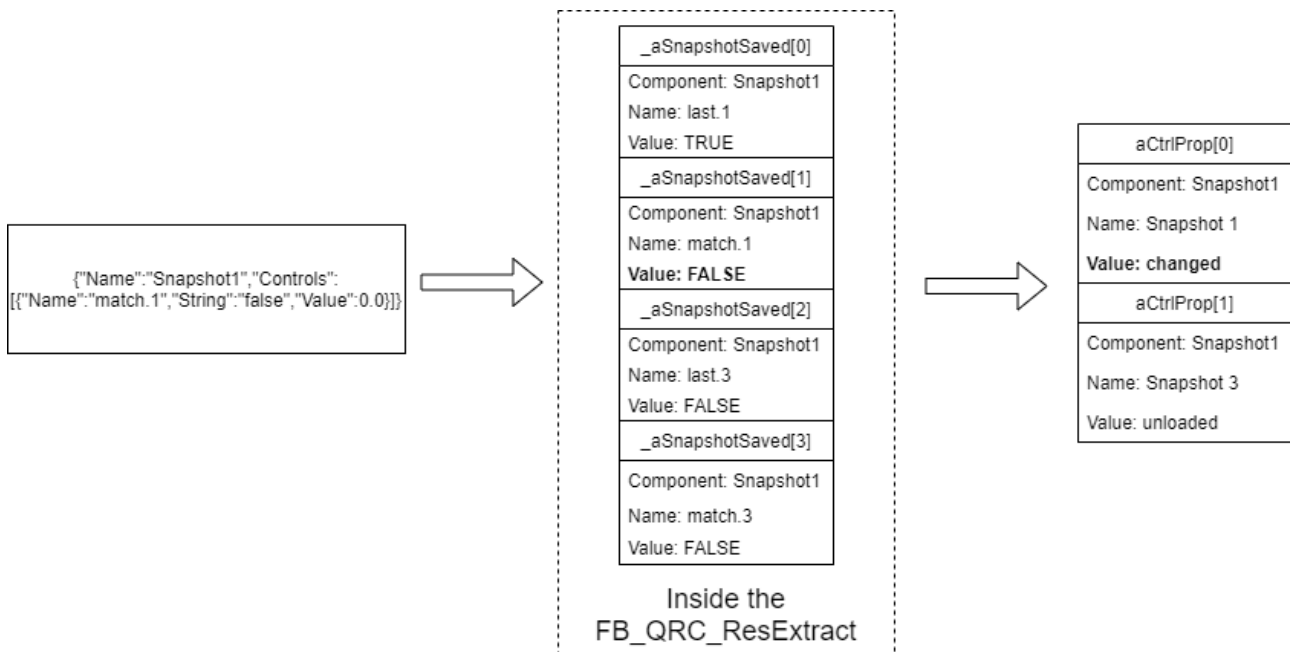 {"Name":"Snapshot1","Controls":
[{"Name":"match.1","String":"false","Value":0.0}]}
_aSnapshotSaved[0]
Component: Snapshot1
Name: last.1
Value: TRUE
_aSnapshotSaved[1]
Component: Snapshot1
Name: match.1
Value: FALSE
_aSnapshotSaved[2]
Component: Snapshot1
Name: last.3
Value: FALSE
_aSnapshotSaved[3]
Component: Snapshot1
Name: match.3
Value: FALSE
Inside the
FB_QRC_ResExtract
aCtrlProp[0]
Component: Snapshot1
Name: Snapshot 1
Value: changed
aCtrlProp[1]
Component: Snapshot1
Name: Snapshot 3
Value: unloaded